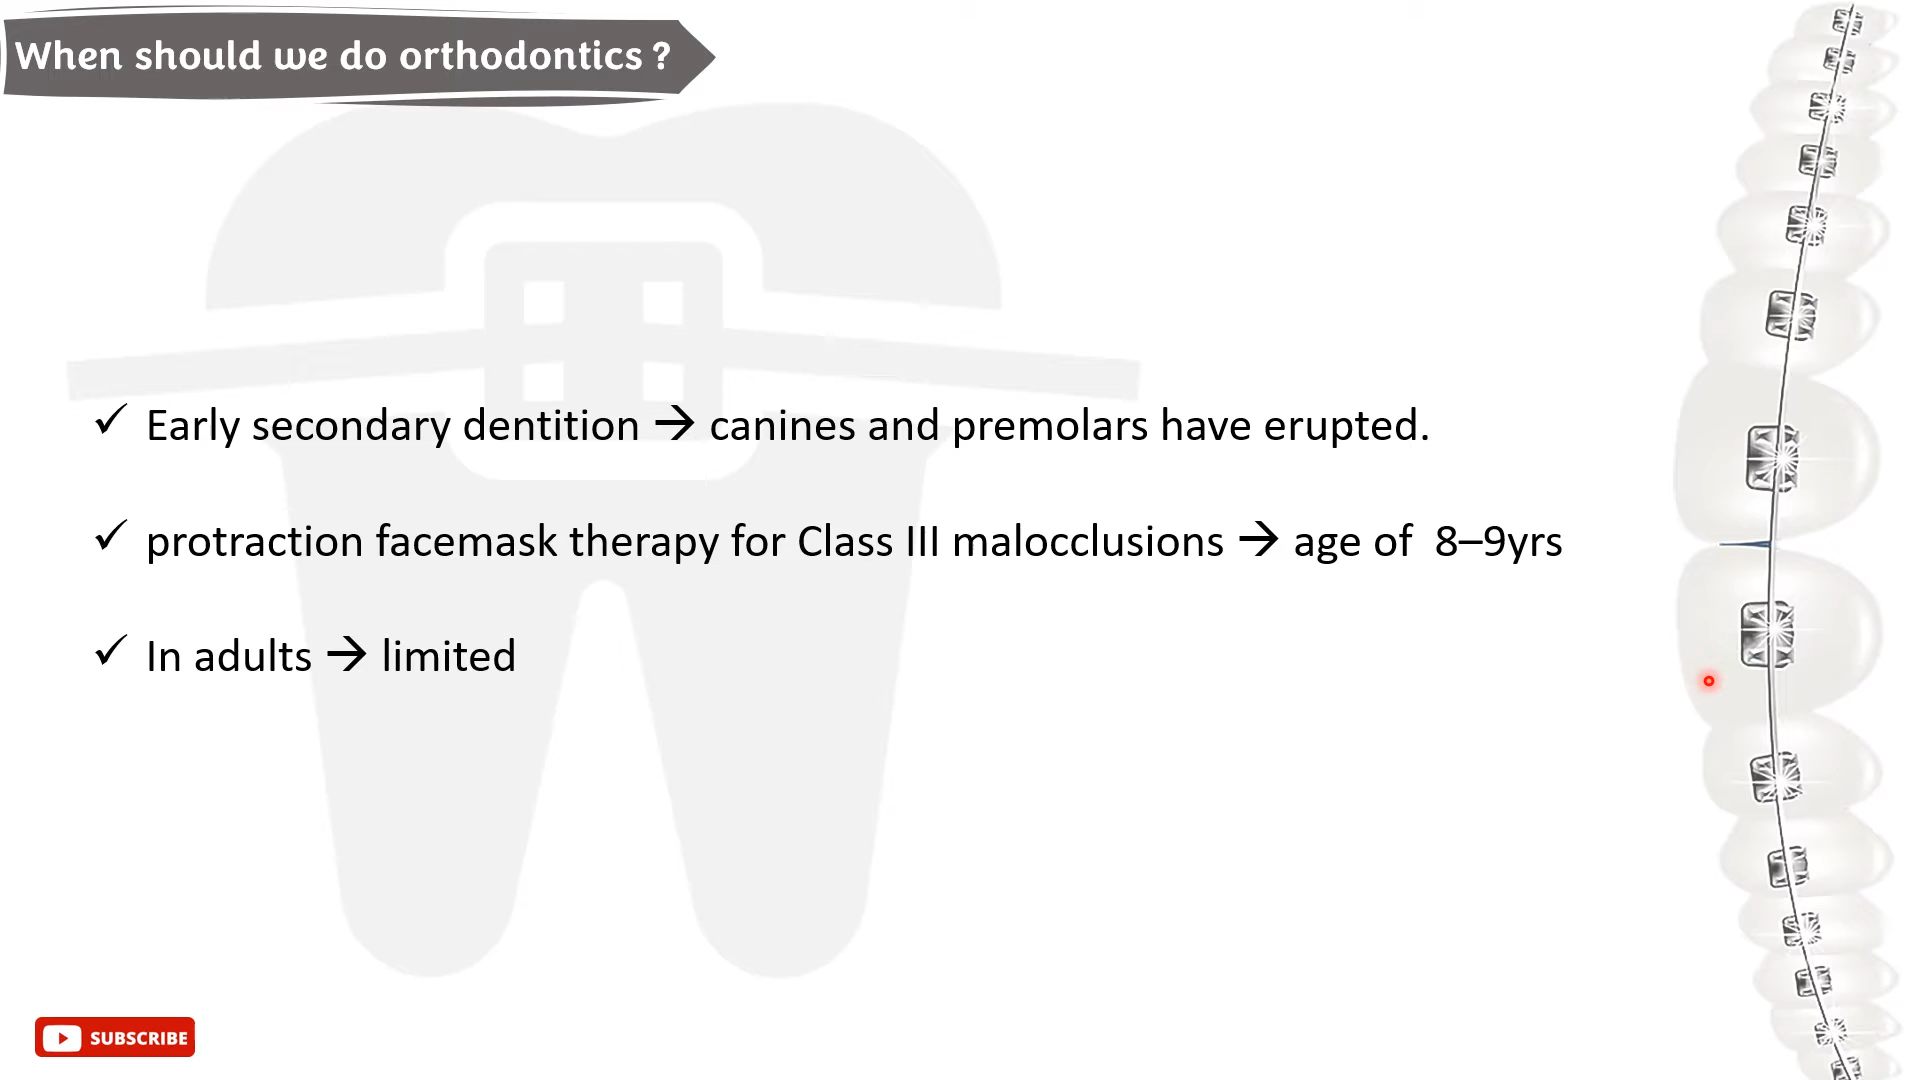 When should we do orthodontics ?
✓ Early secondary dentition → canines and premolars have erupted.
✓ protraction facemask therapy for Class III malocclusions → age of 8–9yrs
✓ In adults → limited
SUBSCRIBE